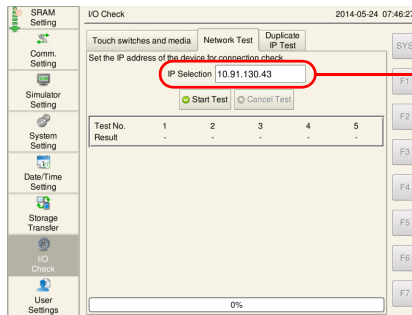 SRAM
Setting
I/O Check
2014-05-24 07:46:27
Comm.
Setting
Simulator
Setting
System
Setting
Date/Time
Setting
Storage
Transfer
I/O
Check
User
Settings
Touch switches and media
Network Test
Duplicate
IP Test
Set the IP address of the device for connection check.
IP Selection 10.91.130.43
Start Test
Cancel Test
Test No. 1 2 3 4 5
Result - - - - -
0%
SYS
F1
F2
F3
F4
F5
F6
F7